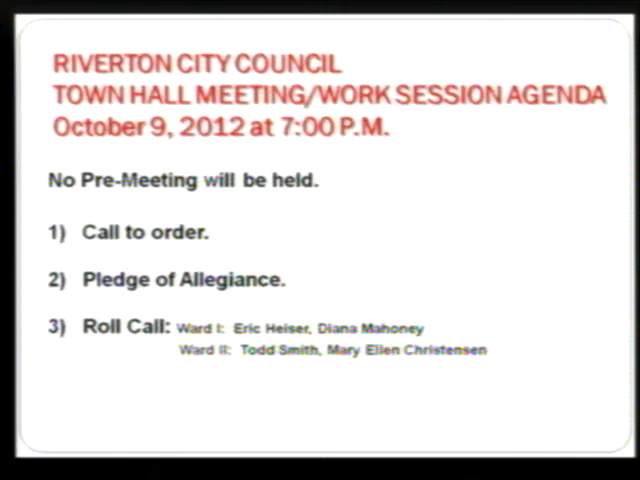 RIVERTON CITY COUNCIL
TOWN HALL MEETING/WORK SESSION AGENDA
October 9, 2012 at 7:00 P.M.
No Pre-Meeting will be held.
1) Call to order.
2) Pledge of Allegiance.
3) Roll Call: Ward I: Eric Heiser, Diana Mahoney
Ward II: Todd Smith, Mary Ellen Christensen